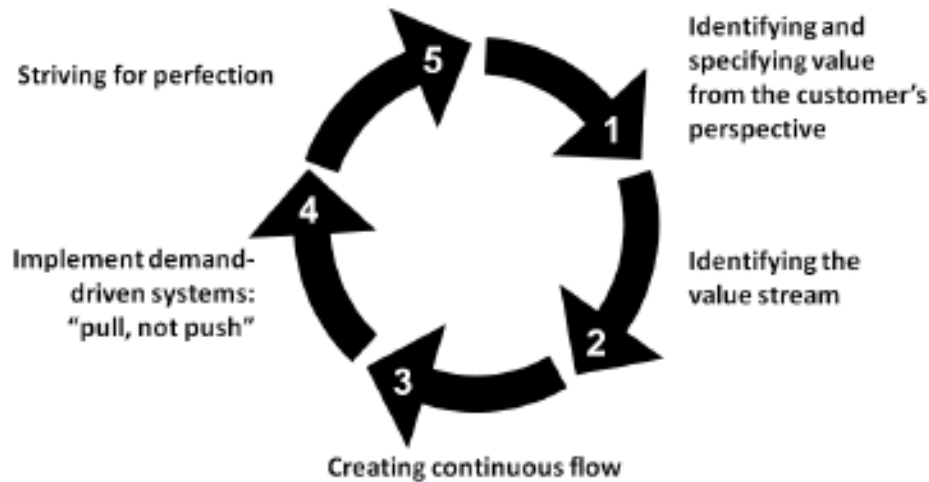 1
Identifying and
specifying value
from the customer's
perspective
2
Identifying the
value stream
3
Creating continuous flow
4
Implement demand-
driven systems:
“pull, not push”
5
Striving for perfection